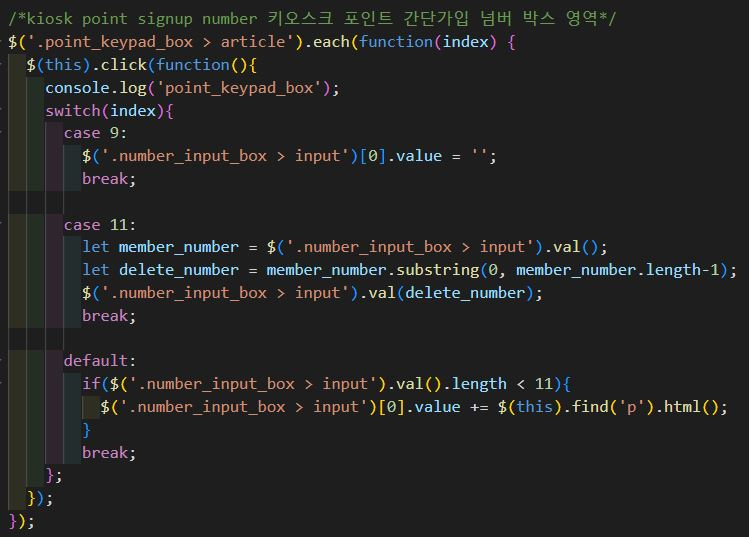 /*kiosk point signup number 키오스크 포인트 간단가입 넘버 박스 영역*/
$('.point_keypad_box > article').each(function(index) {
$(this).click(function(){
console.log('point_keypad_box');
switch(index){
case 9:
$('.number_input_box > input')[0].value = '';
break;
case 11:
let member_number = $('.number_input_box > input').val();
let delete_number = member_number.substring(0, member_number.length-1);
$('.number_input_box > input').val(delete_number);
break;
default:
if($('.number_input_box > input').val().length < 11){
$('.number_input_box > input')[0].value += $(this).find('p').html();
}
break;
};
});
});